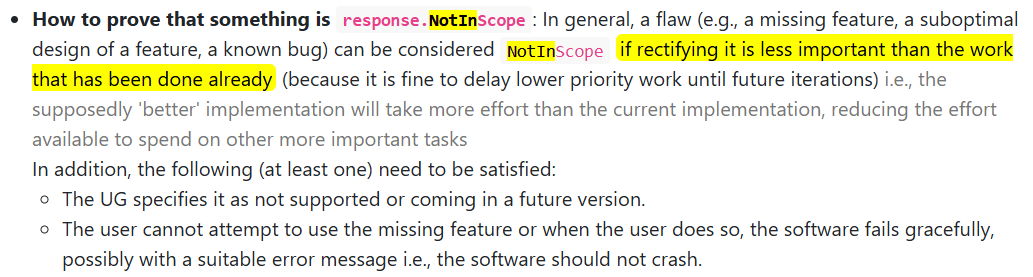 • How to prove that something is response.NotInScope : In general, a flaw (e.g., a missing feature, a suboptimal
design of a feature, a known bug) can be considered NotInScope if rectifying it is less important than the work
that has been done already (because it is fine to delay lower priority work until future iterations) i.e., the
supposedly 'better' implementation will take more effort than the current implementation, reducing the effort
available to spend on other more important tasks
In addition, the following (at least one) need to be satisfied:
○ The UG specifies it as not supported or coming in a future version.
○ The user cannot attempt to use the missing feature or when the user does so, the software fails gracefully,
possibly with a suitable error message i.e., the software should not crash.